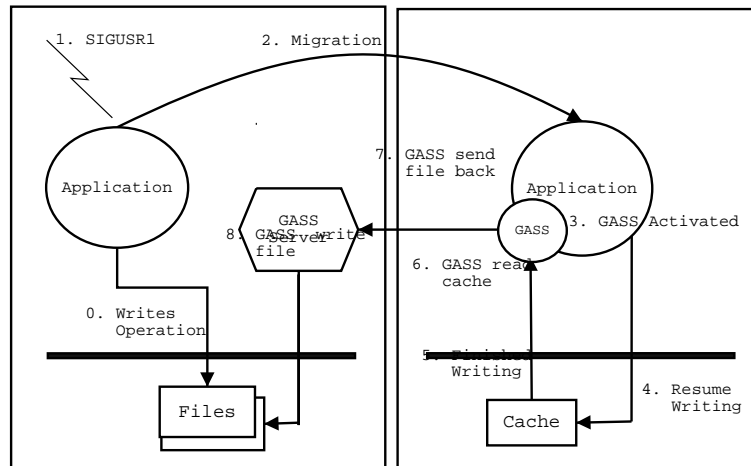 1. SIGUSR1
2. Migration
7. GASS send
file back
Application
Application
GASS
Server
GASS
3. GASS Activated
8. GASS write
file
6. GASS read
cache
0. Writes
Operation
5. Finished
Writing
4. Resume
Writing
Files
Cache